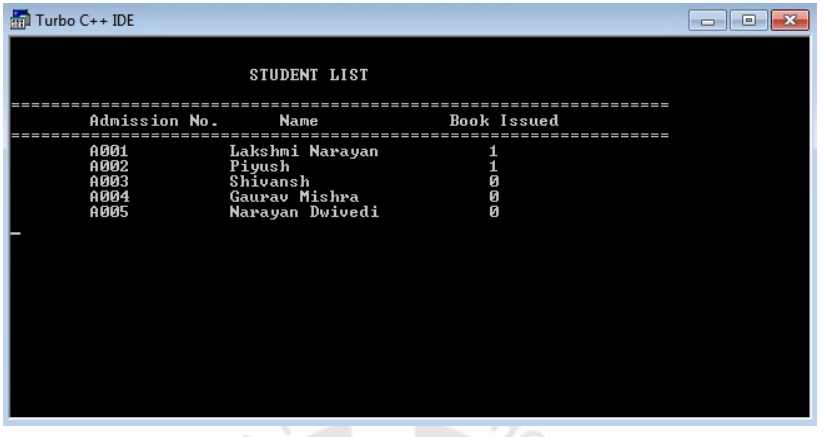 Turbo C++ IDE
STUDENT LIST
==================================================================
Admission No. Name Book Issued
==================================================================
A001 Lakshmi Narayan 1
A002 Piyush 1
A003 Shivansh 0
A004 Gaurav Mishra 0
A005 Narayan Dwivedi 0